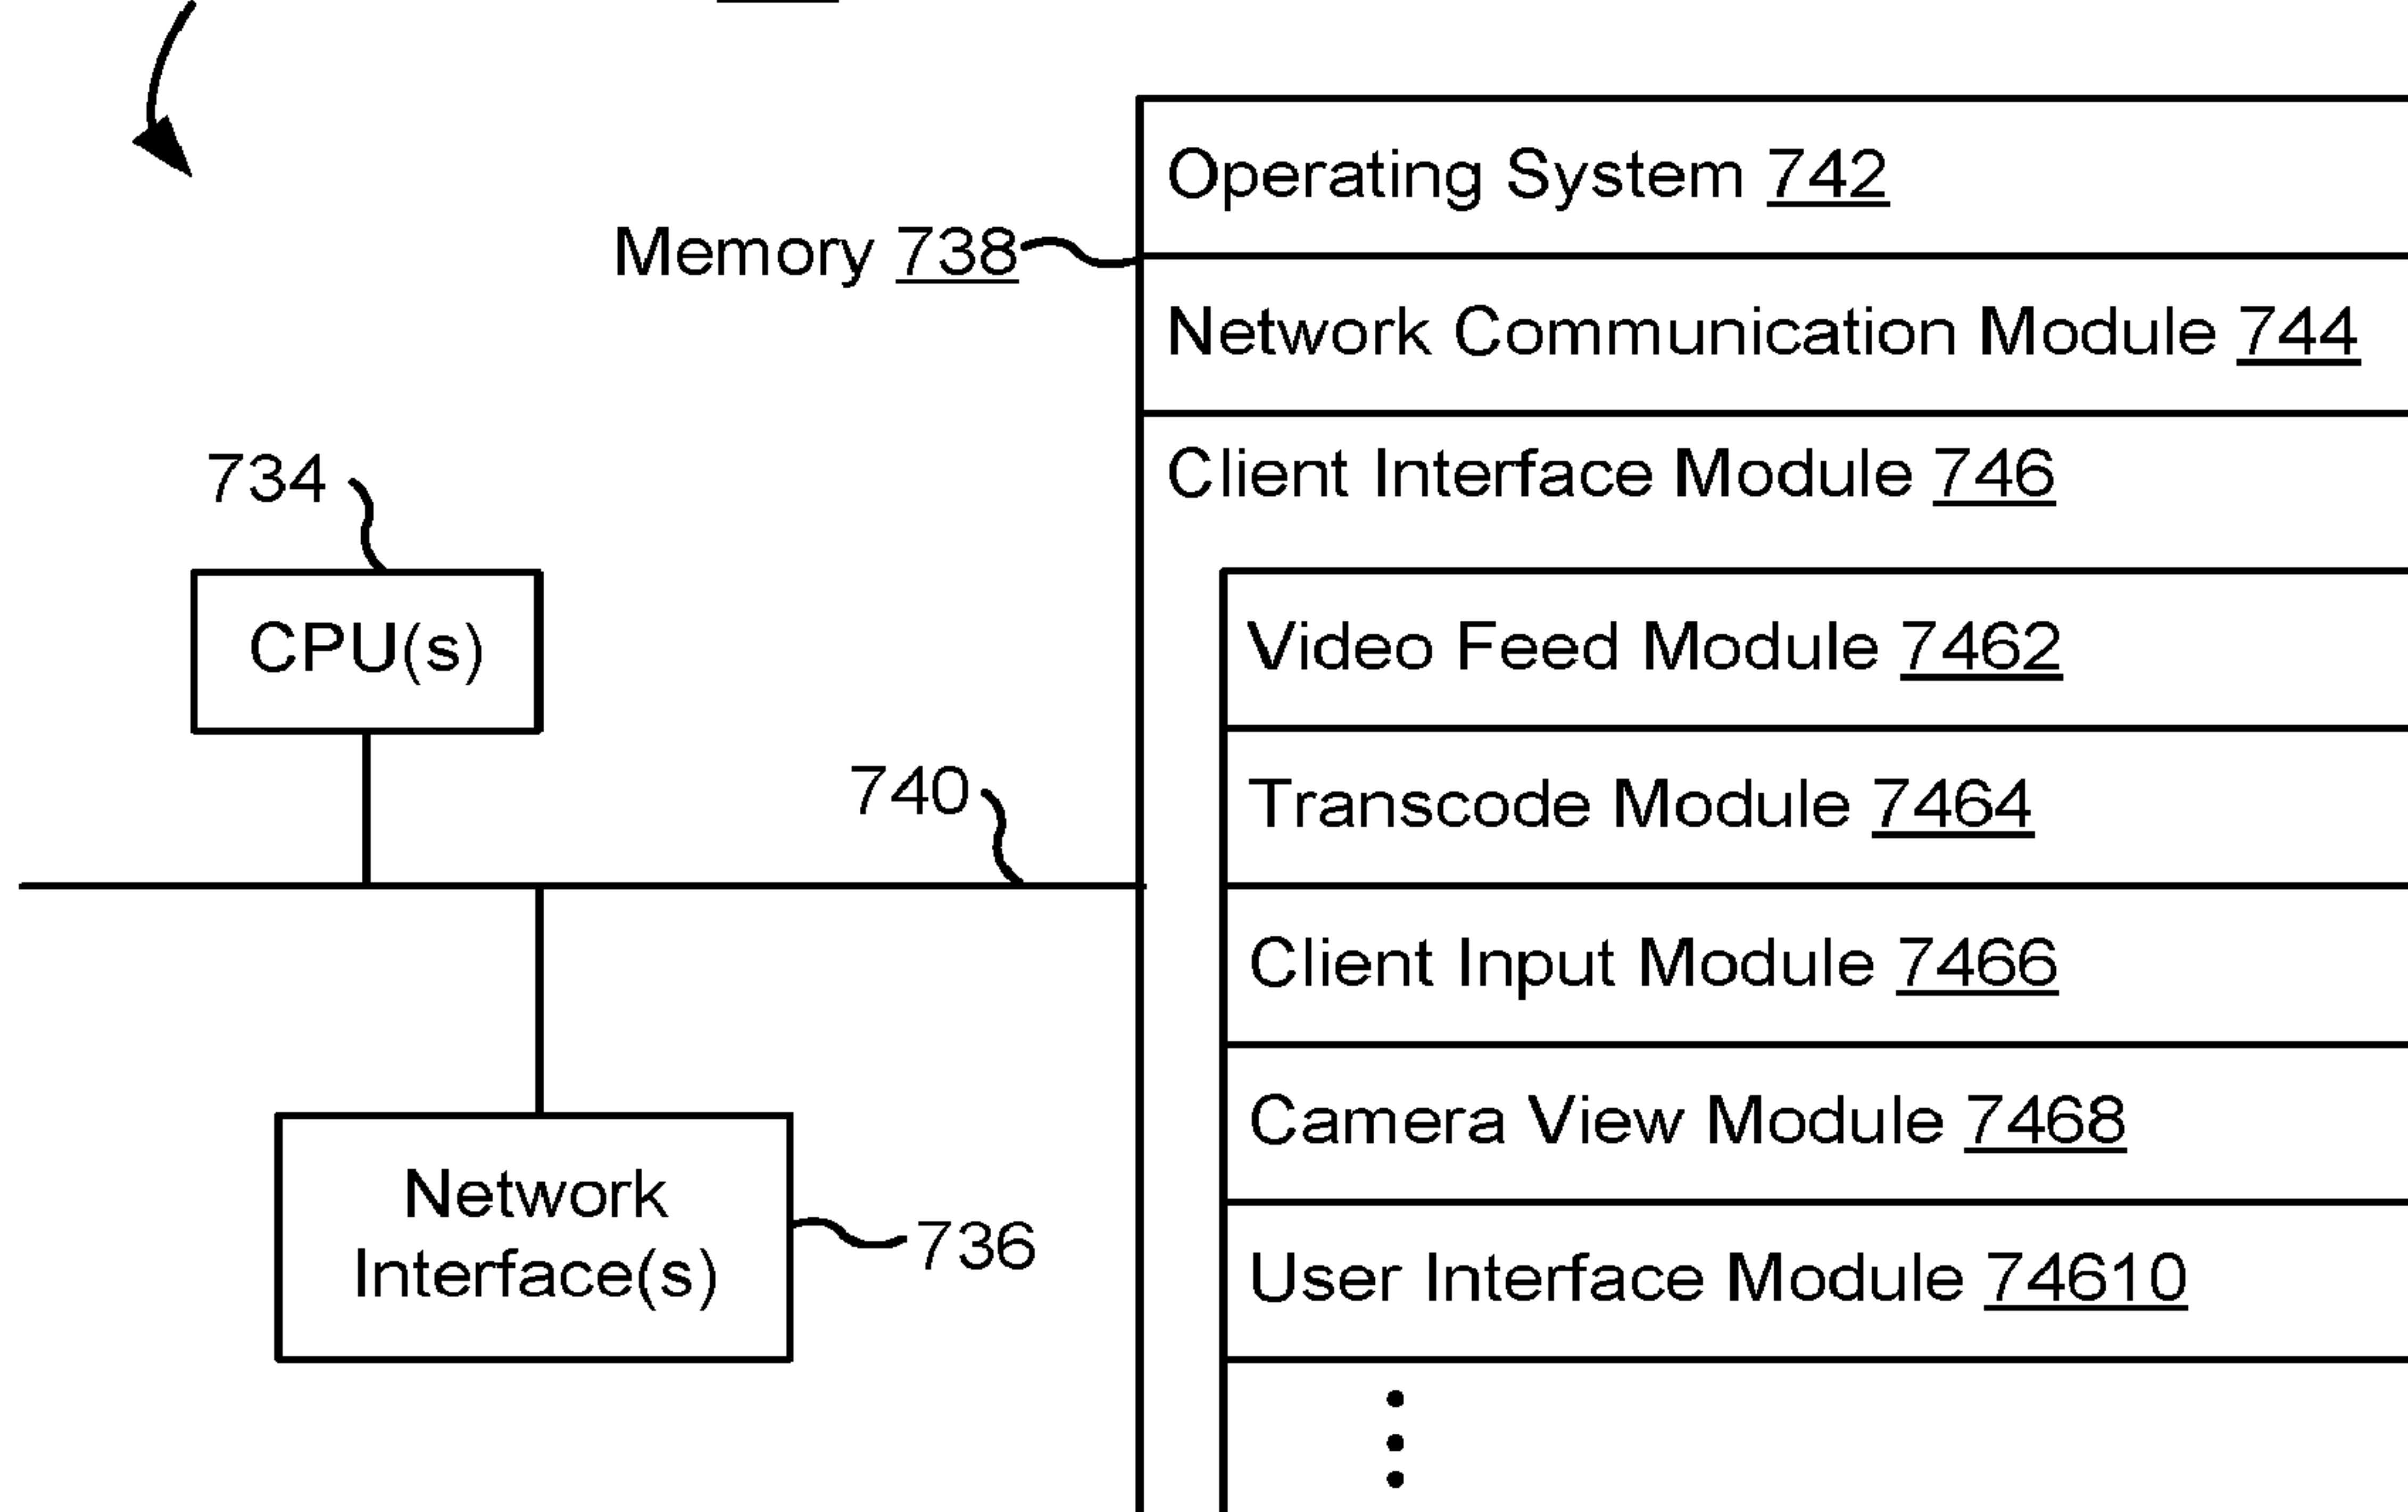 Operating System 742
Memory 738
Network Communication Module 744
Client Interface Module 746
734
CPU(s)
Video Feed Module 7462
740
Transcode Module 7464
Client Input Module 7466
Camera View Module 7468
Network
Interface(s)
736
User Interface Module 74610